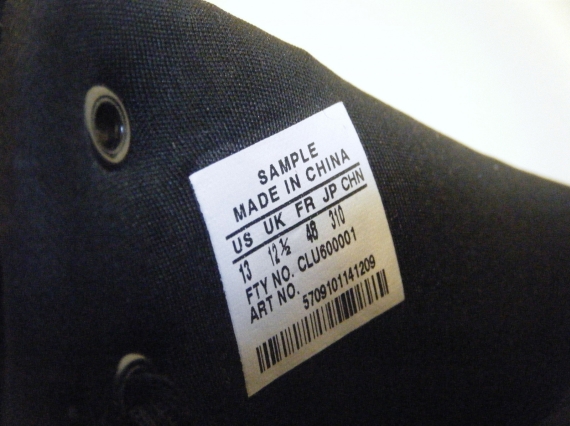 SAMPLE
MADE IN CHINA
US UK FR JP CHN
13 12½ 48 310
FTY NO. CLU600001
ART NO.
5709101141209